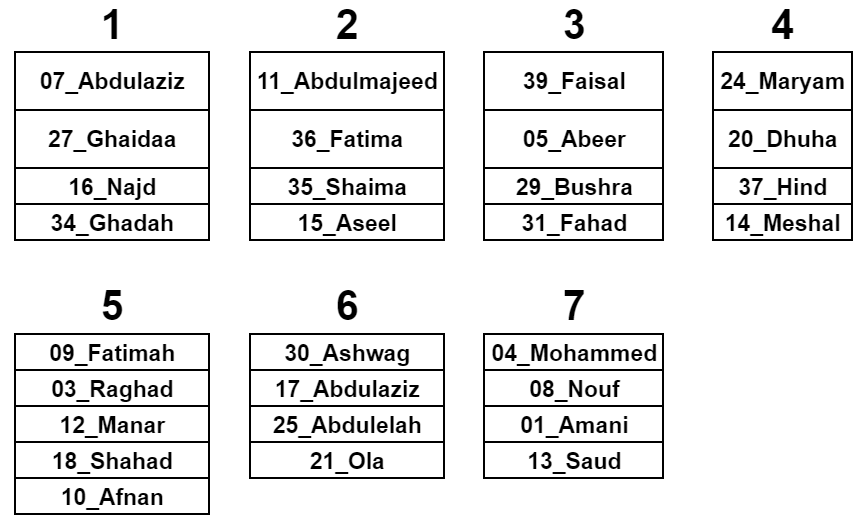 1
07_Abdulaziz
27_Ghaidaa
16_Najd
34_Ghadah
2
11_Abdulmajeed
36_Fatima
35_Shaima
15_Aseel
3
39_Faisal
05_Abeer
29_Bushra
31_Fahad
4
24_Maryam
20_Dhuha
37_Hind
14_Meshal
5
09_Fatimah
03_Raghad
12_Manar
18_Shahad
10_Afnan
6
30_Ashwag
17_Abdulaziz
25_Abdulelah
21_Ola
7
04_Mohammed
08_Nouf
01_Amani
13_Saud